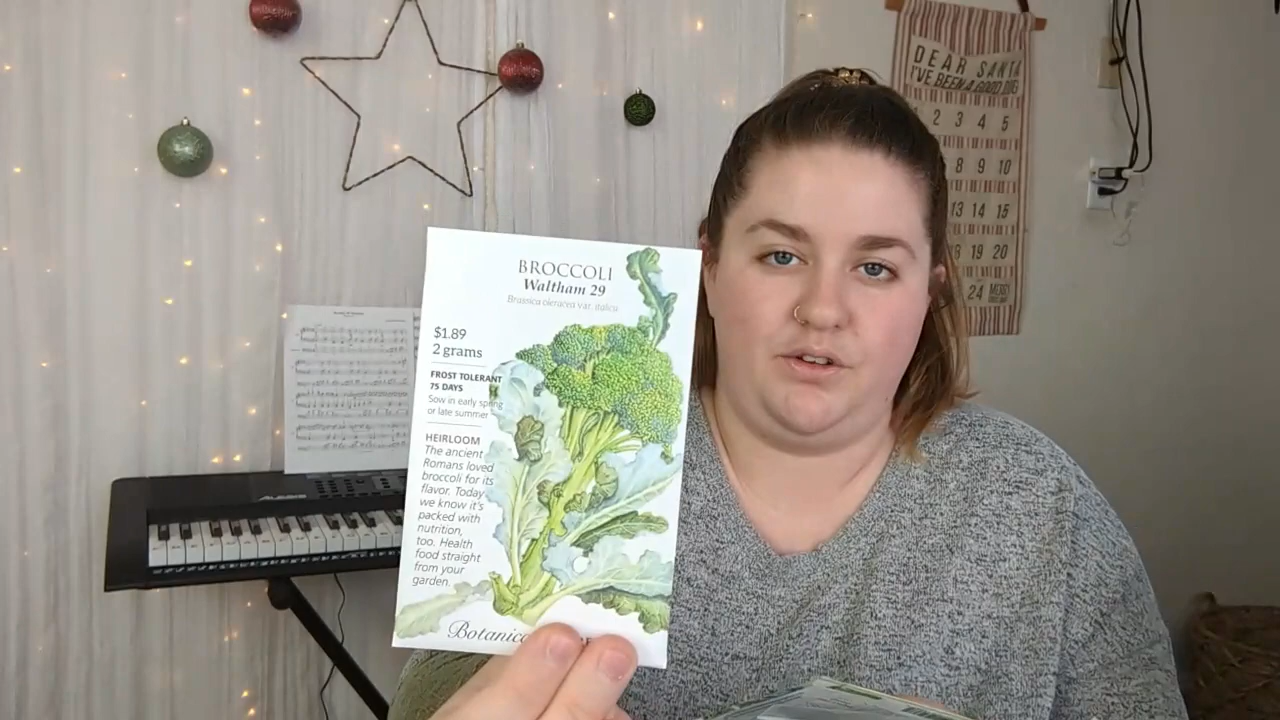 BROCCOLI
Waltham 29
Brassica oleracea var. italica
$1.89
2 grams
FROST TOLERANT
75 DAYS
Sow in early spring
or late summer
HEIRLOOM
The ancient
Romans loved
broccoli for its
flavor. Today
we know it's
packed with
nutrition,
too. Health
food straight
from your
garden.
Botanic
ALESIS
DEAR SANTA
I'VE BEEN A GOOD DOG
2 3 4 5
8 9 10
13 14 15
19 20
24 MERRY